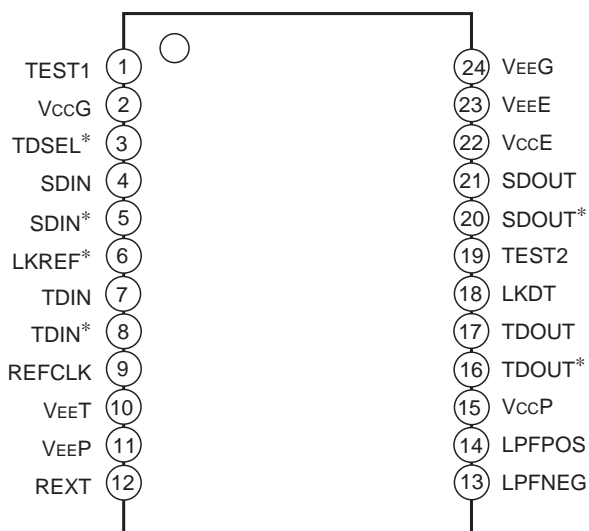 TEST1 1
VCCG 2
TDSEL* 3
SDIN 4
SDIN* 5
LKREF* 6
TDIN 7
TDIN* 8
REFCLK 9
VEET 10
VEEP 11
REXT 12
24 VEEG
23 VEEE
22 VCCE
21 SDOUT
20 SDOUT*
19 TEST2
18 LKDT
17 TDOUT
16 TDOUT*
15 VCCP
14 LPFPOS
13 LPFNEG